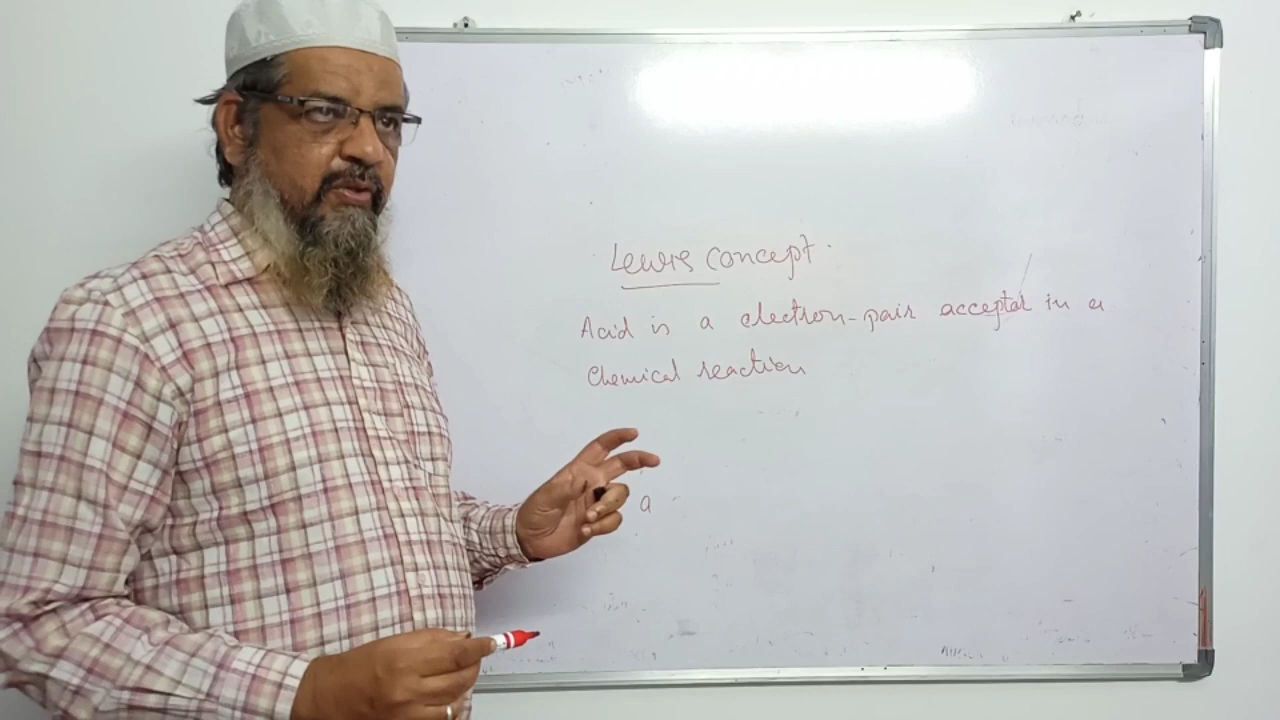 Lewis concept.
Acid is a electron-pair acceptor in a
Chemical reaction
a